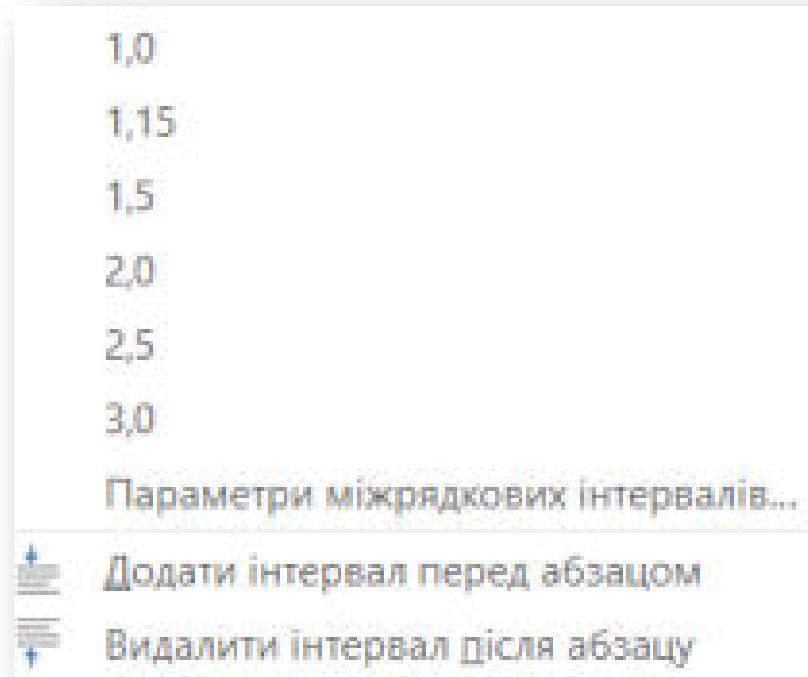 1,0
1,15
1,5
2,0
2,5
3,0
Параметри міжрядкових інтервалів...
Додати інтервал перед абзацом
Видалити інтервал після абзацу